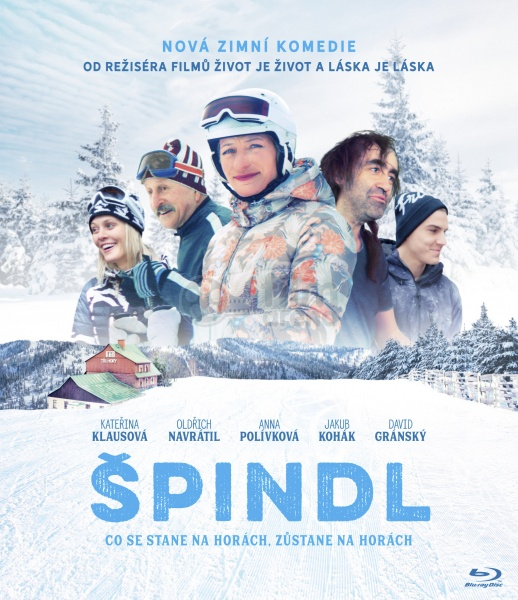 NOVÁ ZIMNÍ KOMEDIE
OD REŽISÉRA FILMŮ ŽIVOT JE ŽIVOT A LÁSKA JE LÁSKA
KATEŘINA KLAUSOVÁ
OLDŘICH NAVRÁTIL
ANNA POLÍVKOVÁ
JAKUB KOHÁK
DAVID GRÁNSKÝ
ŠPINDL
CO SE STANE NA HORÁCH, ZŮSTANE NA HORÁCH
Blu-ray Disc